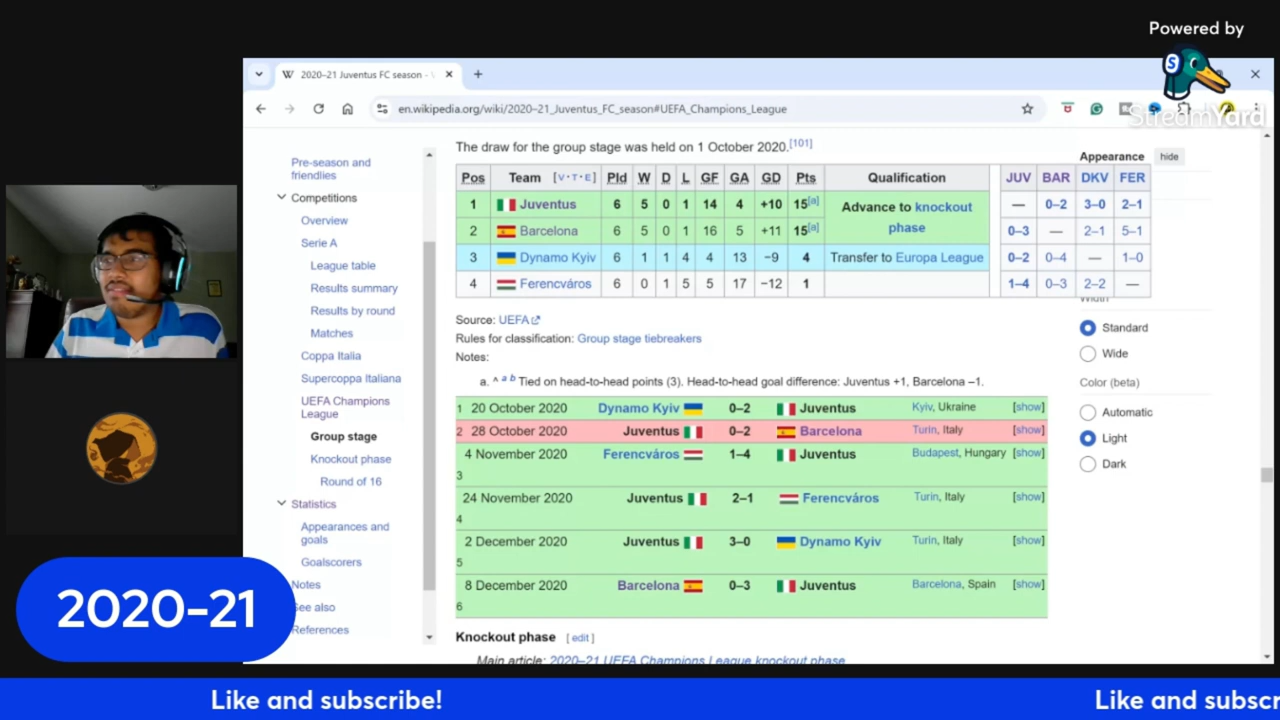 Powered by
StreamYard
2020–21 Juventus FC season -
en.wikipedia.org/wiki/2020–21_Juventus_FC_season#UEFA_Champions_League
Pre-season and
friendlies
Competitions
Overview
Serie A
League table
Results summary
Results by round
Matches
Coppa Italia
Supercoppa Italiana
UEFA Champions
League
Group stage
Knockout phase
Round of 16
Statistics
Appearances and
goals
Goalscorers
Notes
See also
References
The draw for the group stage was held on 1 October 2020.[101]
Pos Team [V·T·E] Pld W D L GF GA GD Pts Qualification JUV BAR DKV FER
1 Juventus 6 5 0 1 14 4 +10 15[a] Advance to knockout phase — 0–2 3–0 2–1
2 Barcelona 6 5 0 1 16 5 +11 15[a] 0–3 — 2–1 5–1
3 Dynamo Kyiv 6 1 1 4 4 13 −9 4 Transfer to Europa League 0–2 0–4 — 1–0
4 Ferencváros 6 0 1 5 5 17 −12 1 1–4 0–3 2–2 —
Source: UEFA
Rules for classification: Group stage tiebreakers
Notes:
a. ^ a b Tied on head-to-head points (3). Head-to-head goal difference: Juventus +1, Barcelona −1.
1 20 October 2020 Dynamo Kyiv 0–2 Juventus Kyiv, Ukraine [show]
2 28 October 2020 Juventus 0–2 Barcelona Turin, Italy [show]
4 November 2020 Ferencváros 1–4 Juventus Budapest, Hungary [show]
3
24 November 2020 Juventus 2–1 Ferencváros Turin, Italy [show]
4
2 December 2020 Juventus 3–0 Dynamo Kyiv Turin, Italy [show]
5
8 December 2020 Barcelona 0–3 Juventus Barcelona, Spain [show]
6
Knockout phase [edit]
Main article: 2020–21 UEFA Champions League knockout phase
Appearance hide
Width
Standard
Wide
Color (beta)
Automatic
Light
Dark
2020-21
Like and subscribe!
Like and subscr